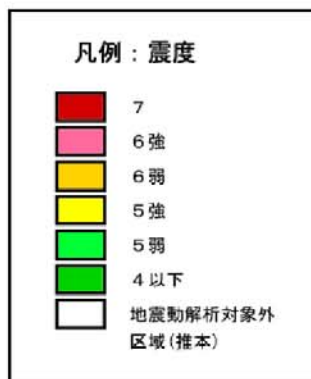 凡例：震度
７
６強
６弱
５強
５弱
４以下
地震動解析対象外
区域(推本)